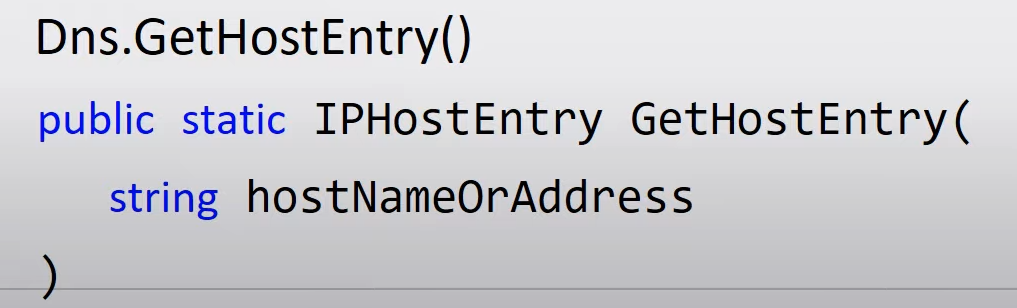 Dns.GetHostEntry()
public static IPHostEntry GetHostEntry(
string hostNameOrAddress
)